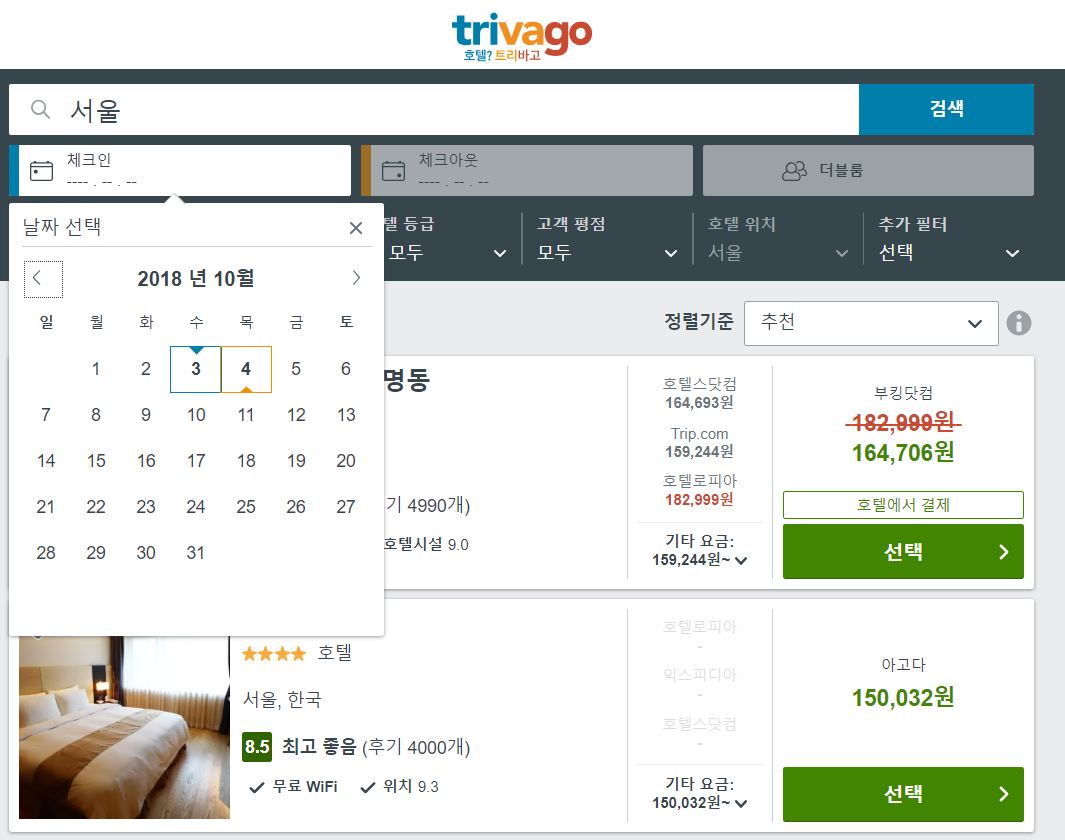 trivago
호텔? 트리바고
서울
검색
체크인
---- . -- . --
체크아웃
---- . -- . --
더블룸
날짜 선택
2018 년 10월
일 월 화 수 목 금 토
1 2 3 4 5 6
7 8 9 10 11 12 13
14 15 16 17 18 19 20
21 22 23 24 25 26 27
28 29 30 31
텔 등급
모두
고객 평점
모두
호텔 위치
서울
추가 필터
선택
정렬기준
추천
명동
기 4990개)
호텔시설 9.0
호텔스닷컴
164,693원
Trip.com
159,244원
호텔로피아
182,999원
기타 요금:
159,244원~
부킹닷컴
182,999원
164,706원
호텔에서 결제
선택
호텔
서울, 한국
8.5 최고 좋음 (후기 4000개)
무료 WiFi 위치 9.3
호텔로피아
-
익스피디아
-
호텔스닷컴
-
기타 요금:
150,032원~
아고다
150,032원
선택